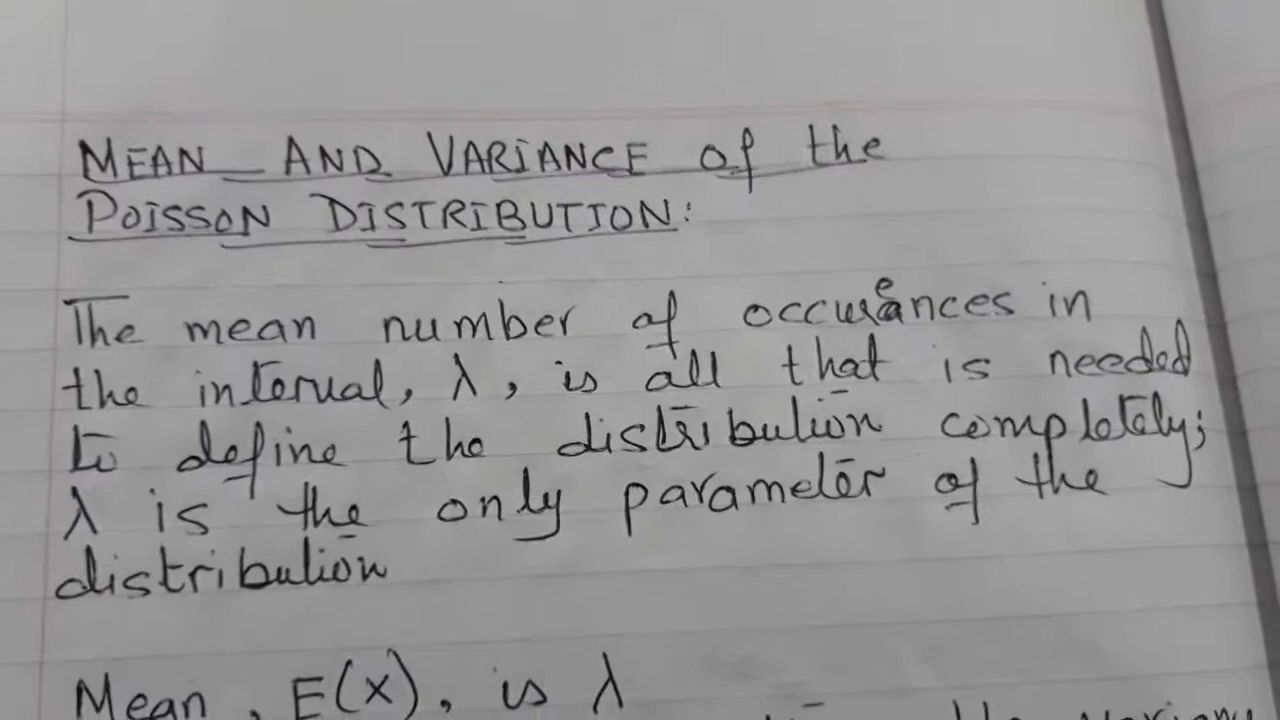 MEAN AND VARIANCE of the
POISSON DISTRIBUTION:
The mean number of occurences in
the interval, λ, is all that is needed
to define the distribution completely;
λ is the only parameter of the
distribution
Mean, E(X), is λ